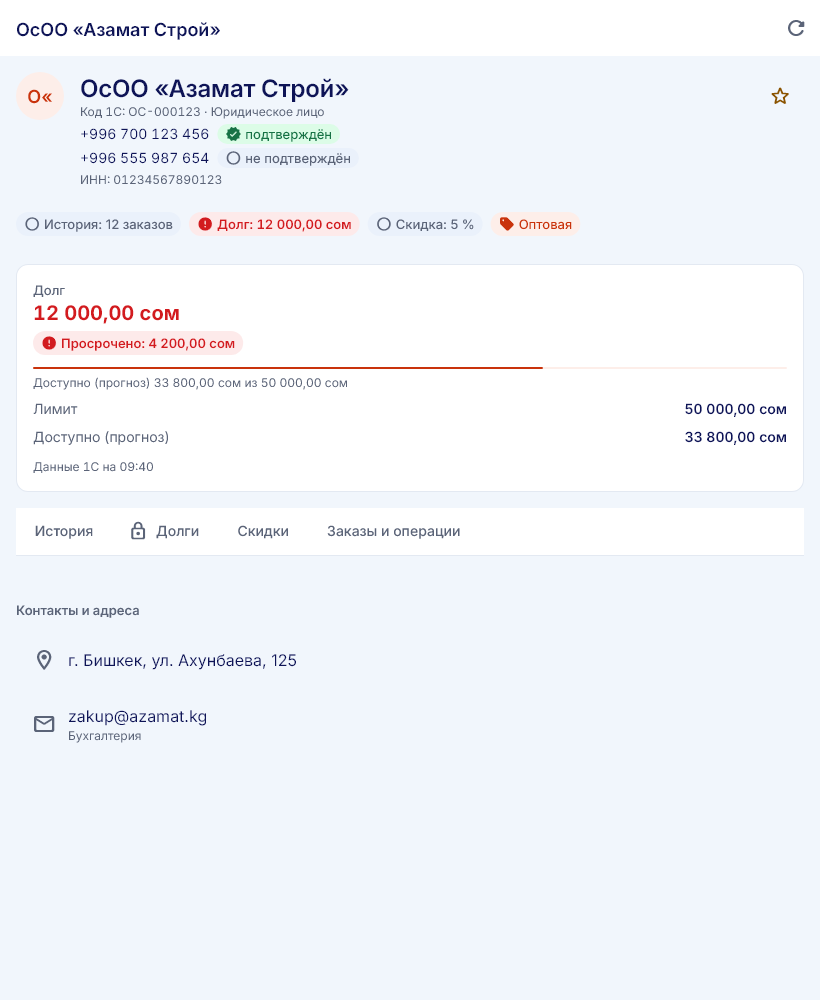 ОсОО «Азамат Строй»
О«
ОсОО «Азамат Строй»
Код 1С: ОС-000123 · Юридическое лицо
+996 700 123 456 подтверждён
+996 555 987 654 не подтверждён
ИНН: 01234567890123
История: 12 заказов Долг: 12 000,00 сом Скидка: 5 % Оптовая
Долг
12 000,00 сом
Просрочено: 4 200,00 сом
Доступно (прогноз) 33 800,00 сом из 50 000,00 сом
Лимит 50 000,00 сом
Доступно (прогноз) 33 800,00 сом
Данные 1С на 09:40
История Долги Скидки Заказы и операции
Контакты и адреса
г. Бишкек, ул. Ахунбаева, 125
zakup@azamat.kg
Бухгалтерия